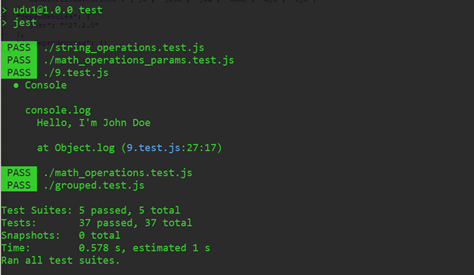 > udu1@1.0.0 test
> jest
PASS ./string_operations.test.js
PASS ./math_operations_params.test.js
PASS ./9.test.js
● Console
console.log
Hello, I'm John Doe
at Object.log (9.test.js:27:17)
PASS ./math_operations.test.js
PASS ./grouped.test.js
Test Suites: 5 passed, 5 total
Tests: 37 passed, 37 total
Snapshots: 0 total
Time: 0.578 s, estimated 1 s
Ran all test suites.